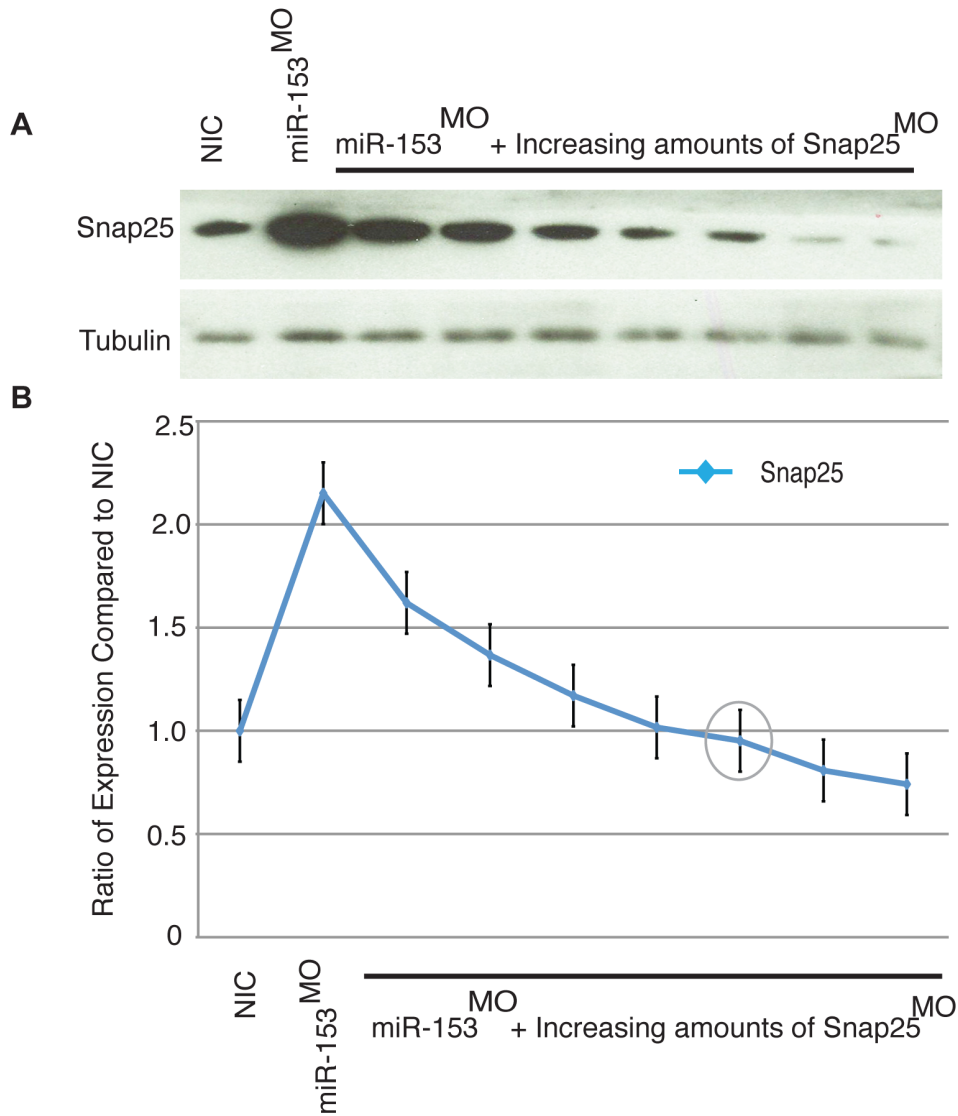 A
NIC
miR-153MO
miR-153MO + Increasing amounts of Snap25MO
Snap25
Tubulin
B
Ratio of Expression Compared to NIC
2.5
2.0
1.5
1.0
0.5
0
Snap25
NIC
miR-153MO
miR-153MO + Increasing amounts of Snap25MO